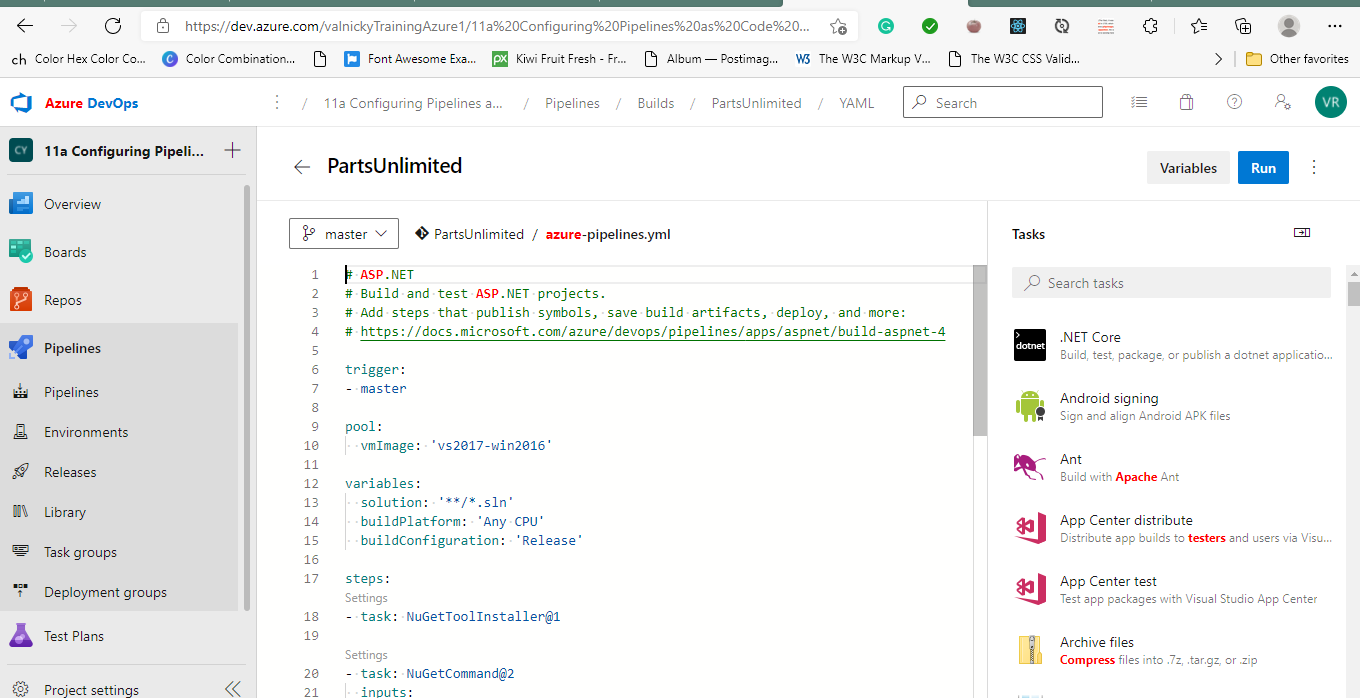 https://dev.azure.com/valnickyTrainingAzure1/11a%20Configuring%20Pipelines%20as%20Code%20...
ch Color Hex Color Co... Color Combination... Font Awesome Exa... Kiwi Fruit Fresh - Fr... Album — Postimag... The W3C Markup V... The W3C CSS Valid... Other favorites
Azure DevOps / 11a Configuring Pipelines a... / Pipelines / Builds / PartsUnlimited / YAML Search VR
CY 11a Configuring Pipeli...
Overview
Boards
Repos
Pipelines
Pipelines
Environments
Releases
Library
Task groups
Deployment groups
Test Plans
Project settings
PartsUnlimited
Variables Run
master PartsUnlimited / azure-pipelines.yml
1 # ASP.NET
2 # Build and test ASP.NET projects.
3 # Add steps that publish symbols, save build artifacts, deploy, and more:
4 # https://docs.microsoft.com/azure/devops/pipelines/apps/aspnet/build-aspnet-4
5
6 trigger:
7 - master
8
9 pool:
10 vmImage: 'vs2017-win2016'
11
12 variables:
13 solution: '**/*.sln'
14 buildPlatform: 'Any CPU'
15 buildConfiguration: 'Release'
16
17 steps:
Settings
18 - task: NuGetToolInstaller@1
19
Settings
20 - task: NuGetCommand@2
21 inputs:
Tasks
Search tasks
dotnet
.NET Core
Build, test, package, or publish a dotnet applicatio...
Android signing
Sign and align Android APK files
Ant
Build with Apache Ant
App Center distribute
Distribute app builds to testers and users via Visu...
App Center test
Test app packages with Visual Studio App Center
Archive files
Compress files into .7z, .tar.gz, or .zip